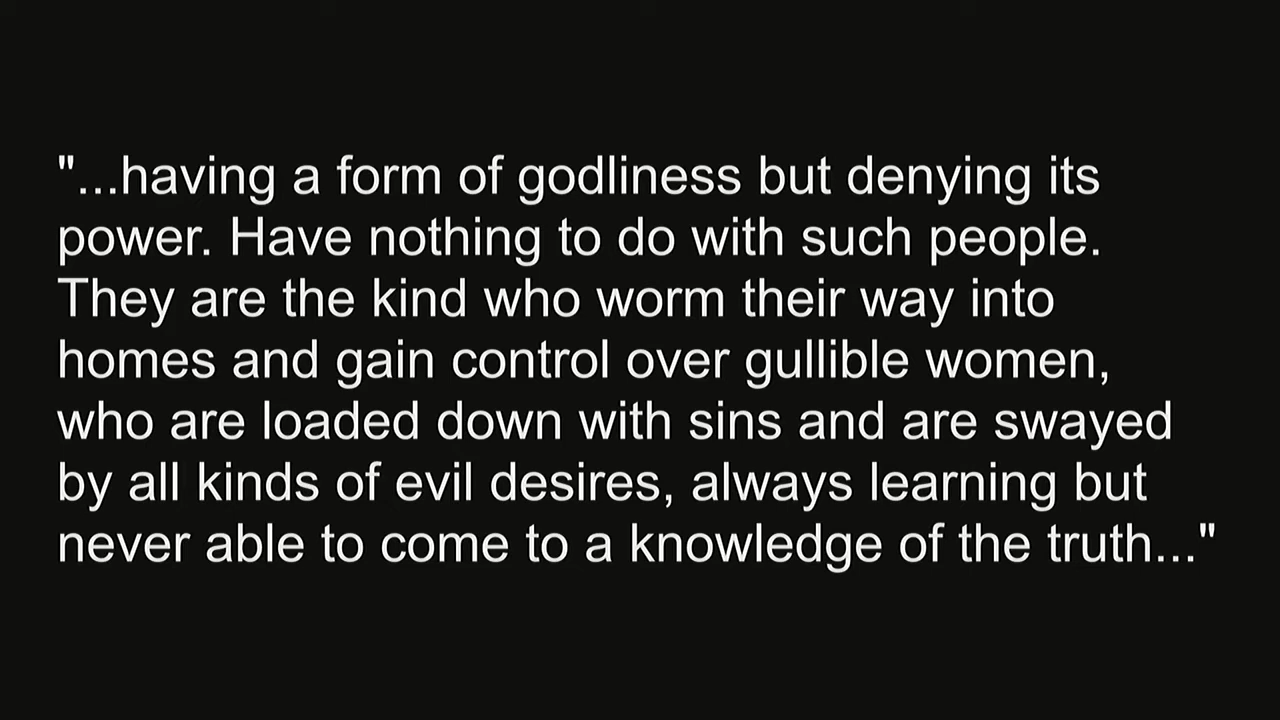 "...having a form of godliness but denying its
power. Have nothing to do with such people.
They are the kind who worm their way into
homes and gain control over gullible women,
who are loaded down with sins and are swayed
by all kinds of evil desires, always learning but
never able to come to a knowledge of the truth..."